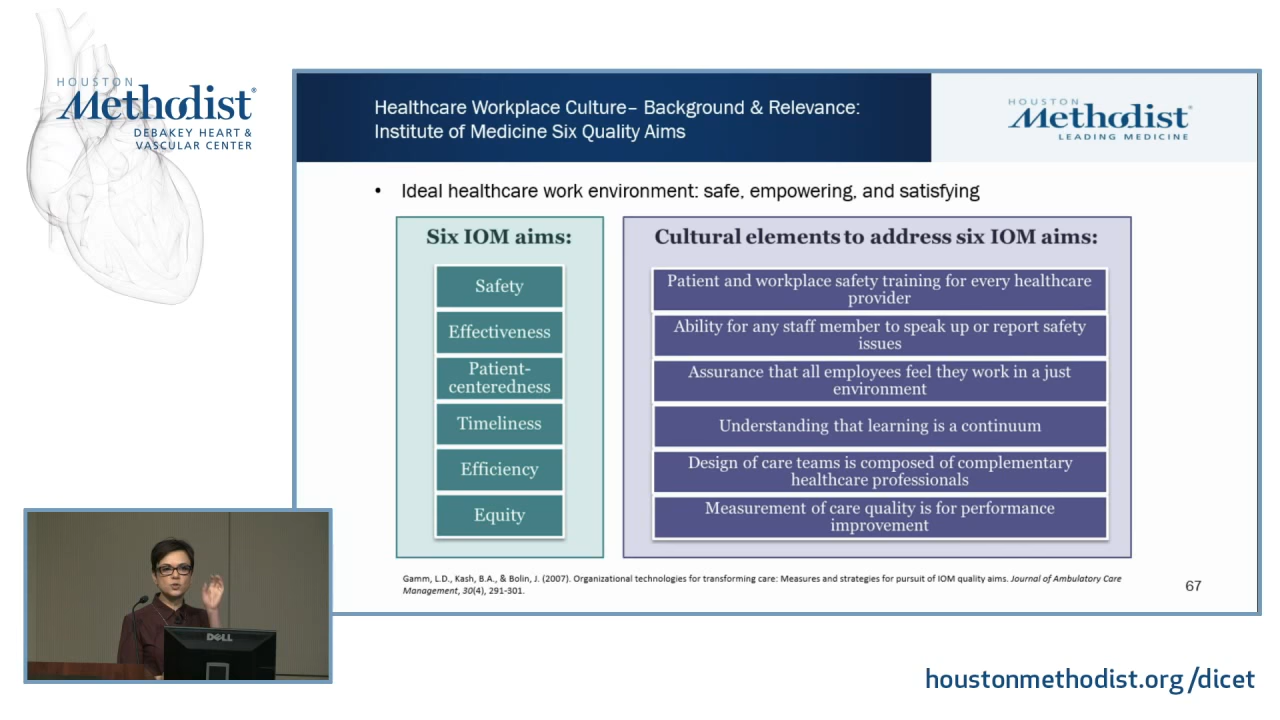 HOUSTON
Methodist®
DEBAKEY HEART &
VASCULAR CENTER
Healthcare Workplace Culture– Background & Relevance:
Institute of Medicine Six Quality Aims
HOUSTON
Methodist®
LEADING MEDICINE
• Ideal healthcare work environment: safe, empowering, and satisfying
Six IOM aims:
Safety
Effectiveness
Patient-
centeredness
Timeliness
Efficiency
Equity
Cultural elements to address six IOM aims:
Patient and workplace safety training for every healthcare
provider
Ability for any staff member to speak up or report safety
issues
Assurance that all employees feel they work in a just
environment
Understanding that learning is a continuum
Design of care teams is composed of complementary
healthcare professionals
Measurement of care quality is for performance
improvement
Gamm, L.D., Kash, B.A., & Bolin, J. (2007). Organizational technologies for transforming care: Measures and strategies for pursuit of IOM quality aims. Journal of Ambulatory Care
Management, 30(4), 291-301.
67
DELL
houstonmethodist.org/dicet